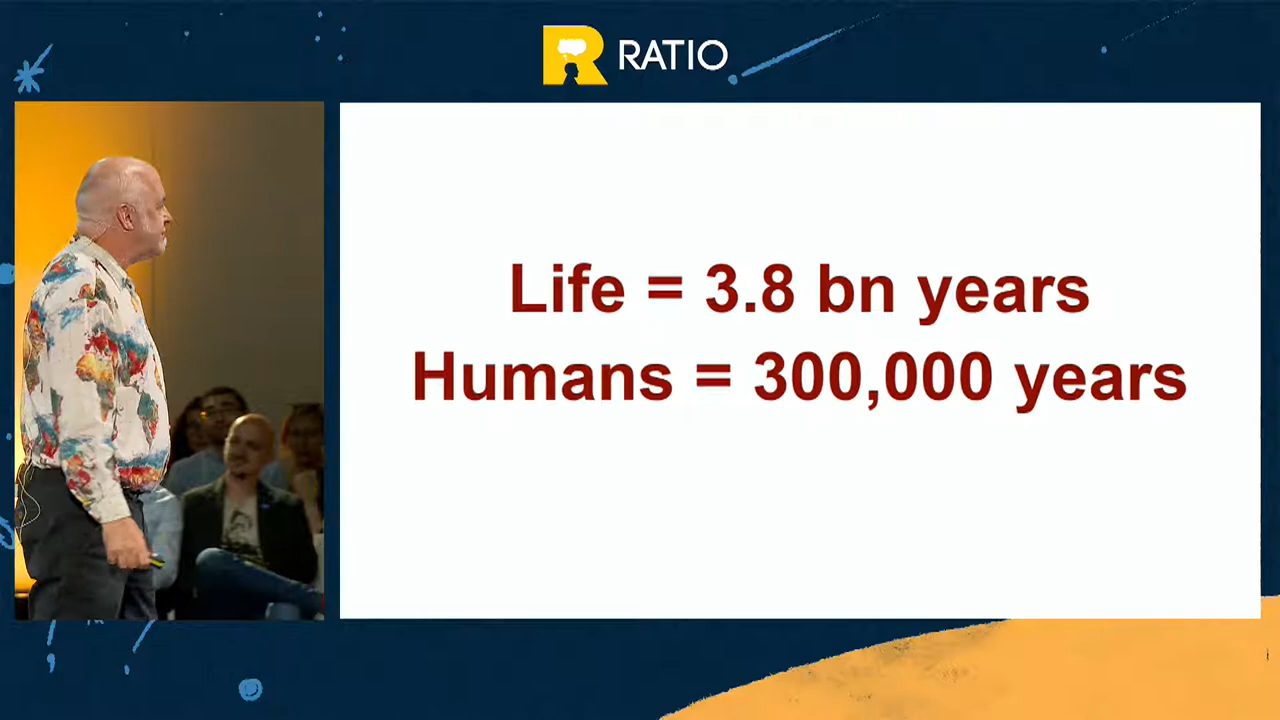 RATIO
Life = 3.8 bn years
Humans = 300,000 years